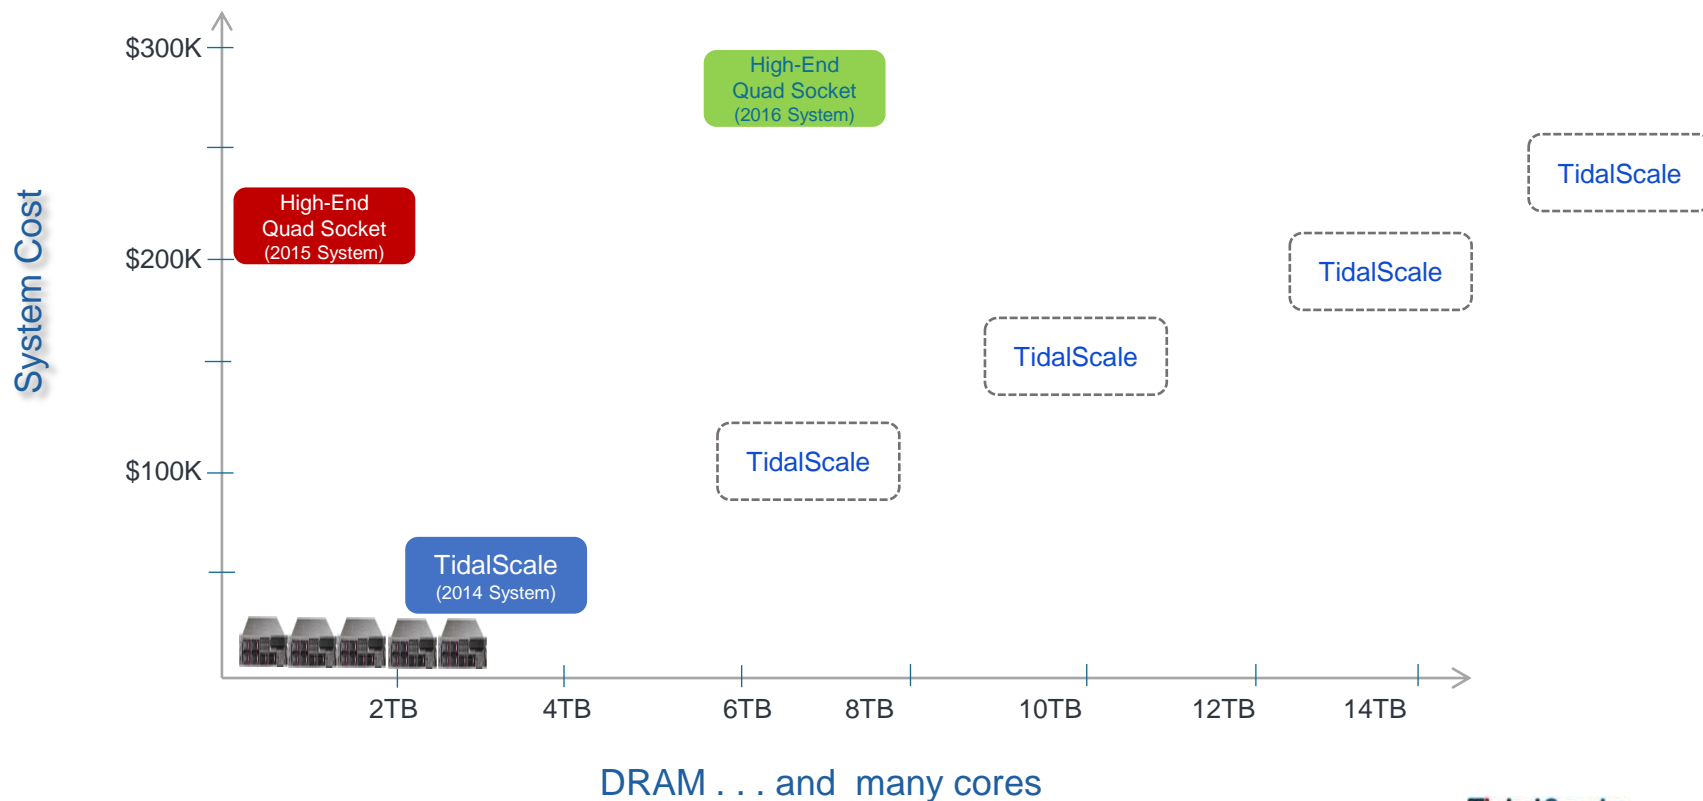 $300K
High-End
Quad Socket
(2016 System)
TidalScale
High-End
Quad Socket
(2015 System)
System Cost
$200K
TidalScale
TidalScale
$100K
TidalScale
TidalScale
(2014 System)
2TB
4TB
6TB
8TB
10TB
12TB
14TB
DRAM . . . and many cores